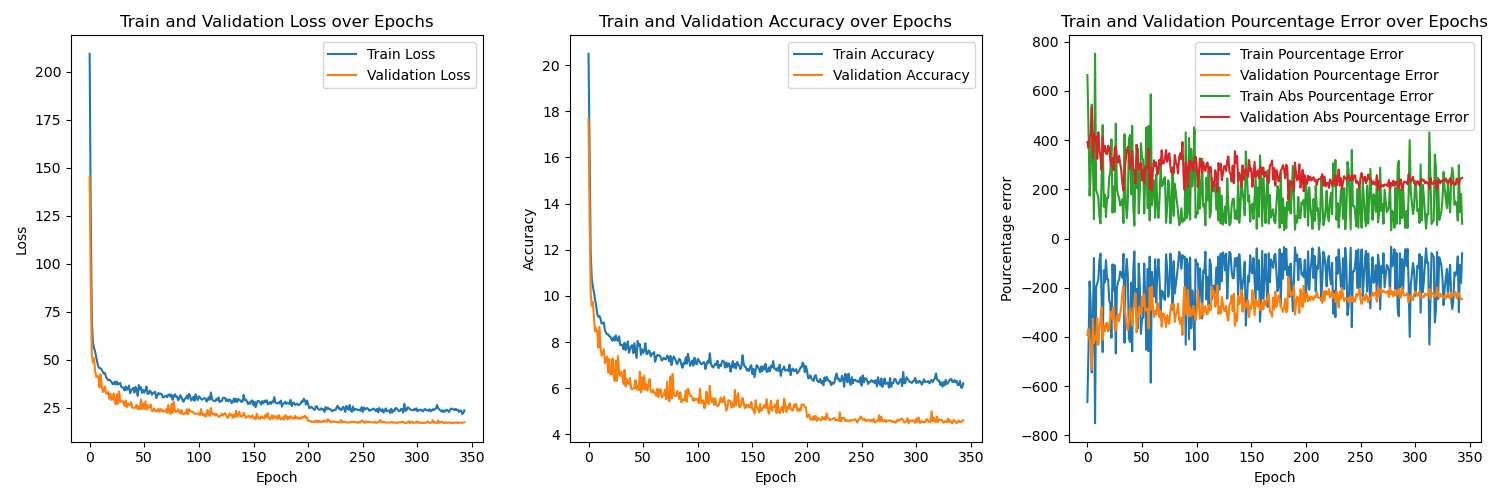 Train and Validation Loss over Epochs
Train Loss
Validation Loss
200
175
150
125
100
75
50
25
Loss
0
50
100
150
200
250
300
350
Epoch
Train and Validation Accuracy over Epochs
Train Accuracy
Validation Accuracy
20
18
16
14
12
10
8
6
4
Accuracy
0
50
100
150
200
250
300
350
Epoch
Train and Validation Pourcentage Error over Epochs
Train Pourcentage Error
Validation Pourcentage Error
Train Abs Pourcentage Error
Validation Abs Pourcentage Error
800
600
400
200
0
−200
−400
−600
−800
Pourcentage error
0
50
100
150
200
250
300
350
Epoch